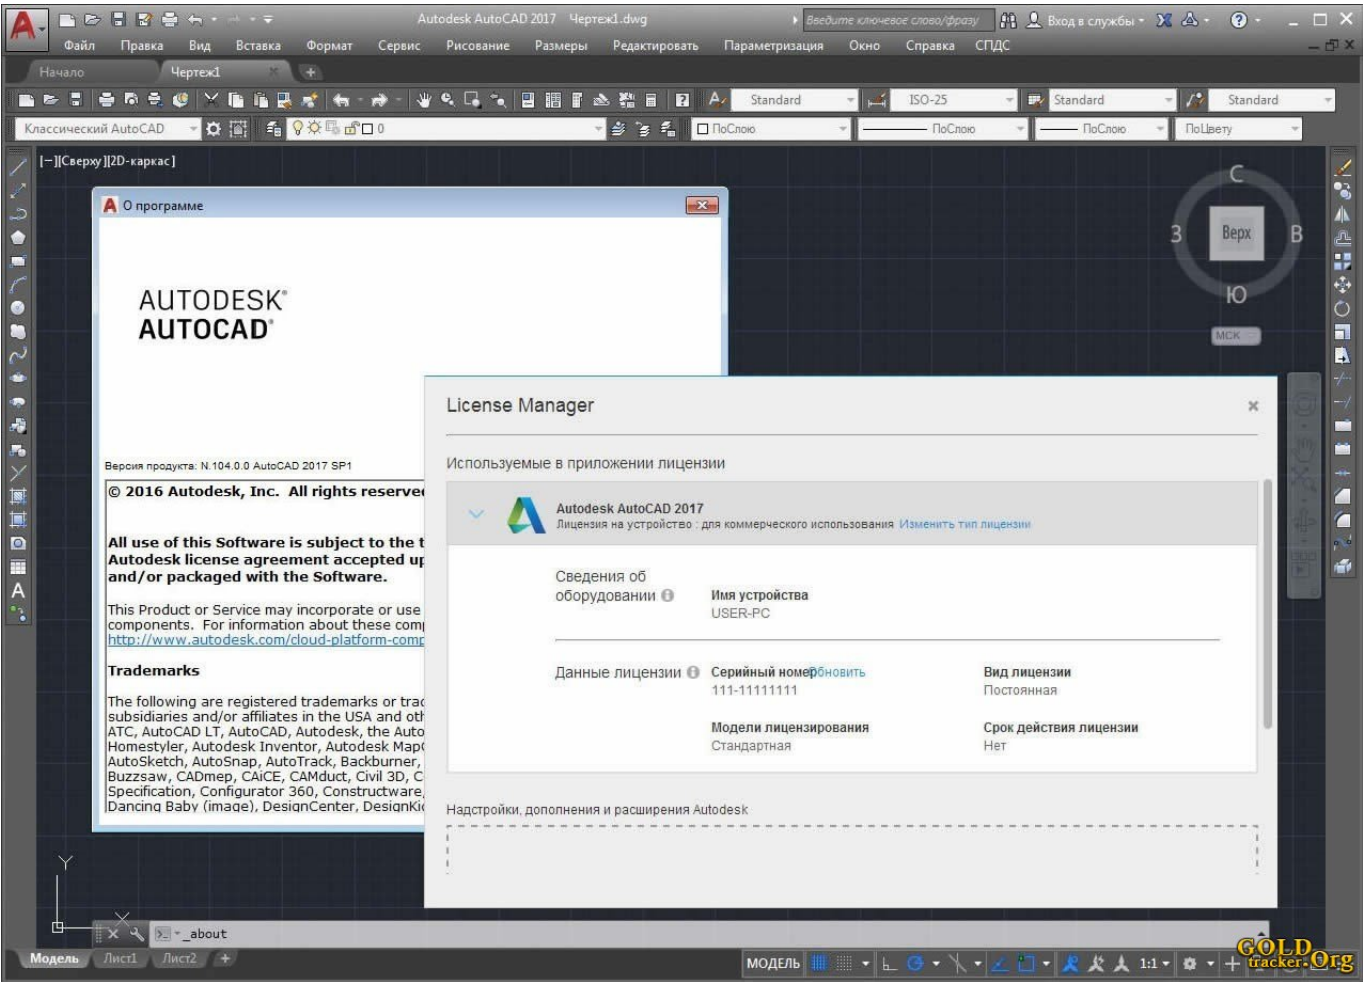 Autodesk AutoCAD 2017 Чертеж1.dwg
Введите ключевое слово/фразу
Вход в службы
Файл Правка Вид Вставка Формат Сервис Рисование Размеры Редактировать Параметризация Окно Справка СПДС
Начало Чертеж1
Standard ISO-25 Standard Standard
Классический AutoCAD 0 ПоСлою ПоСлою ПоСлою ПоЦвету
[−][Сверху][2D-каркас]
С
З Верх В
Ю
МСК
О программе
AUTODESK®
AUTOCAD®
Версия продукта: N.104.0.0 AutoCAD 2017 SP1
© 2016 Autodesk, Inc. All rights reserve
All use of this Software is subject to the t
Autodesk license agreement accepted up
and/or packaged with the Software.
This Product or Service may incorporate or use
components. For information about these com
http://www.autodesk.com/cloud-platform-comp
Trademarks
The following are registered trademarks or trad
subsidiaries and/or affiliates in the USA and oth
ATC, AutoCAD LT, AutoCAD, Autodesk, the Auto
Homestyler, Autodesk Inventor, Autodesk Map
AutoSketch, AutoSnap, AutoTrack, Backburner,
Buzzsaw, CADmep, CAiCE, CAMduct, Civil 3D, C
Specification, Configurator 360, Constructware,
Dancing Baby (image), DesignCenter, DesignKi
License Manager
Используемые в приложении лицензии
Autodesk AutoCAD 2017
Лицензия на устройство : для коммерческого использования Изменить тип лицензии
Сведения об
оборудовании
Имя устройства
USER-PC
Данные лицензии
Серийный номер Обновить
111-11111111
Вид лицензии
Постоянная
Модели лицензирования
Стандартная
Срок действия лицензии
Нет
Надстройки, дополнения и расширения Autodesk
Y
X
_about
Модель Лист1 Лист2 +
МОДЕЛЬ 1:1
GOLD
tracker.Org